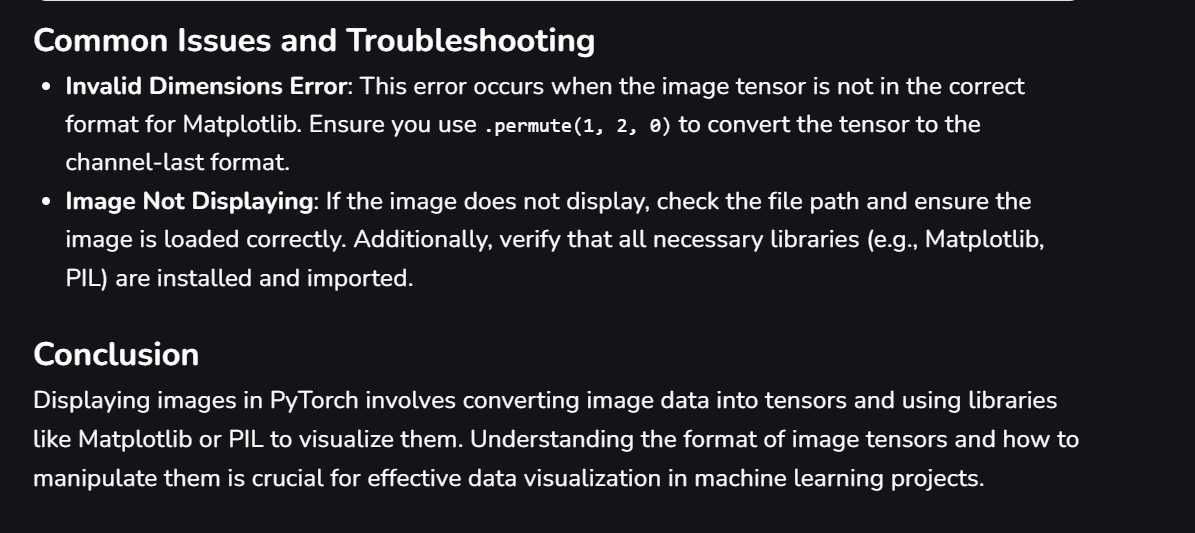 Common Issues and Troubleshooting
• Invalid Dimensions Error: This error occurs when the image tensor is not in the correct
format for Matplotlib. Ensure you use .permute(1, 2, 0) to convert the tensor to the
channel-last format.
• Image Not Displaying: If the image does not display, check the file path and ensure the
image is loaded correctly. Additionally, verify that all necessary libraries (e.g., Matplotlib,
PIL) are installed and imported.
Conclusion
Displaying images in PyTorch involves converting image data into tensors and using libraries
like Matplotlib or PIL to visualize them. Understanding the format of image tensors and how to
manipulate them is crucial for effective data visualization in machine learning projects.